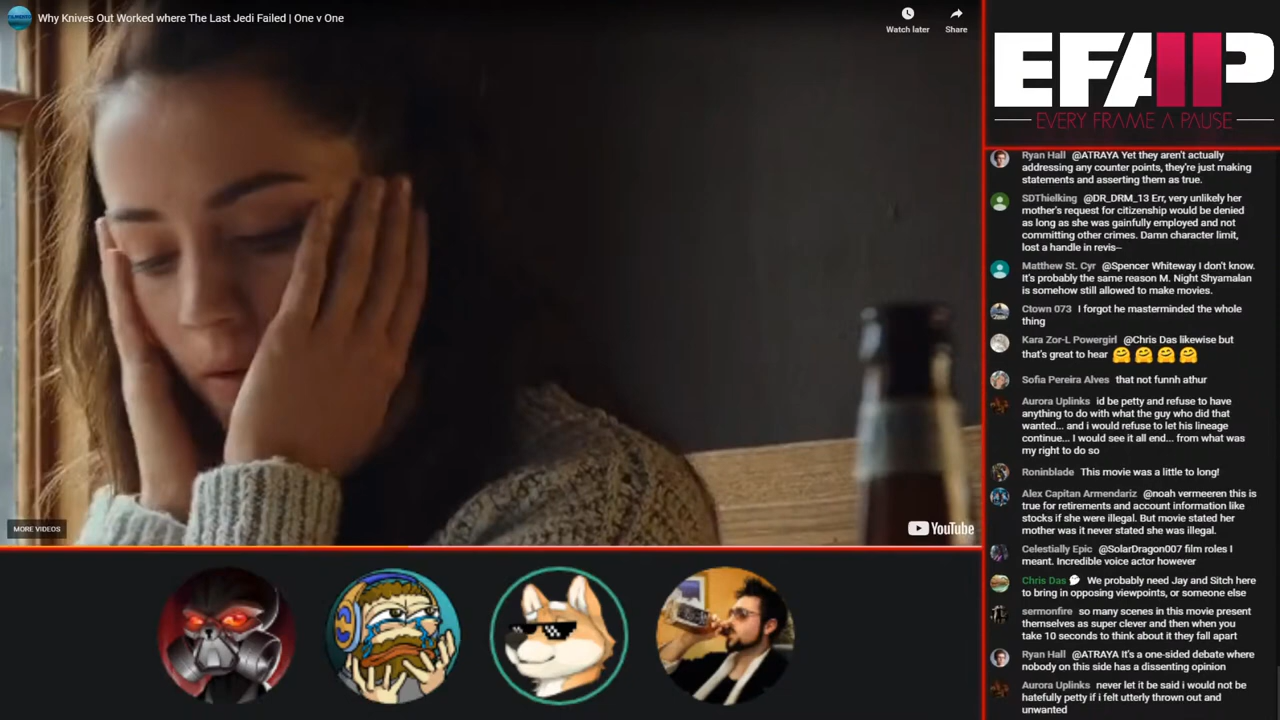 Why Knives Out Worked where The Last Jedi Failed | One v One
Watch later
Share
MORE VIDEOS
YouTube
EFAP
EVERY FRAME A PAUSE
Ryan Hall @ATRAYA Yet they aren't actually
addressing any counter points, they're just making
statements and asserting them as true.
SDThielking @DR_DRM_13 Err, very unlikely her
mother's request for citizenship would be denied
as long as she was gainfully employed and not
committing other crimes. Damn character limit,
lost a handle in revis--
Matthew St. Cyr @Spencer Whiteway I don't know.
It's probably the same reason M. Night Shyamalan
is somehow still allowed to make movies.
Ctown 073 I forgot he masterminded the whole
thing
Kara Zor-L Powergirl @Chris Das likewise but
that's great to hear 🤗 🤗 🤗 🤗
Sofia Pereira Alves that not funnh athur
Aurora Uplinks id be petty and refuse to have
anything to do with what the guy who did that
wanted... and i would refuse to let his lineage
continue... I would see it all end... from what was
my right to do so
Roninblade This movie was a little to long!
Alex Capitan Armendariz @noah vermeeren this is
true for retirements and account information like
stocks if she were illegal. But movie stated her
mother was it never stated she was illegal.
Celestially Epic @SolarDragon007 film roles I
meant. Incredible voice actor however
Chris Das We probably need Jay and Sitch here
to bring in opposing viewpoints, or someone else
sermonfire so many scenes in this movie present
themselves as super clever and then when you
take 10 seconds to think about it they fall apart
Ryan Hall @ATRAYA It's a one-sided debate where
nobody on this side has a dissenting opinion
Aurora Uplinks never let it be said i would not be
hatefully petty if i felt utterly thrown out and
unwanted